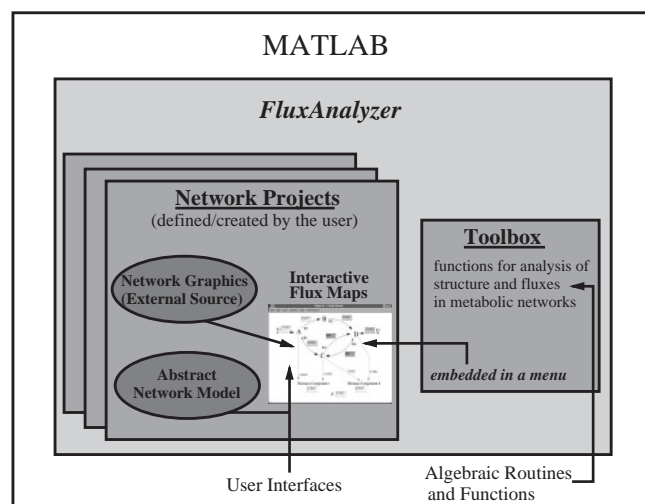 MATLAB
FluxAnalyzer
Network Projects
(defined/created by the user)
Network Graphics
(External Source)
Interactive
Flux Maps
Abstract
Network Model
Toolbox
functions for analysis of
structure and fluxes
in metabolic networks
embedded in a menu
User Interfaces
Algebraic Routines
and Functions